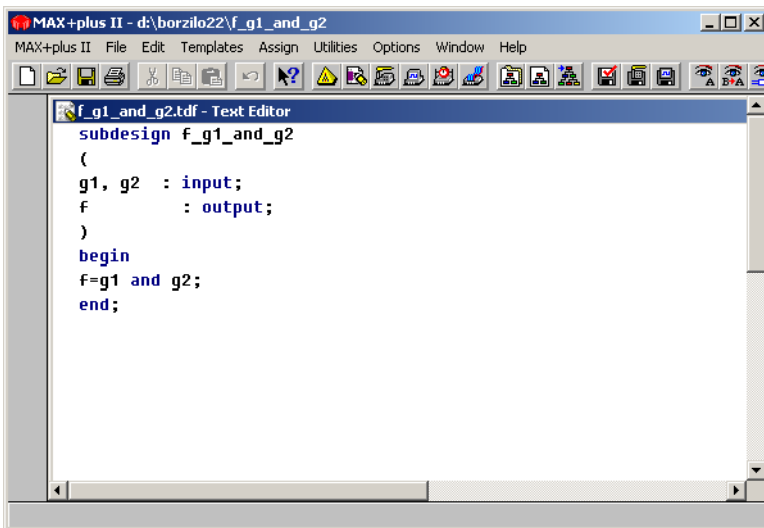 MAX+plus II - d:\borzilo22\f_g1_and_g2
MAX+plus II File Edit Templates Assign Utilities Options Window Help
f_g1_and_g2.tdf - Text Editor
subdesign f_g1_and_g2
(
g1, g2 : input;
f : output;
)
begin
f=g1 and g2;
end;